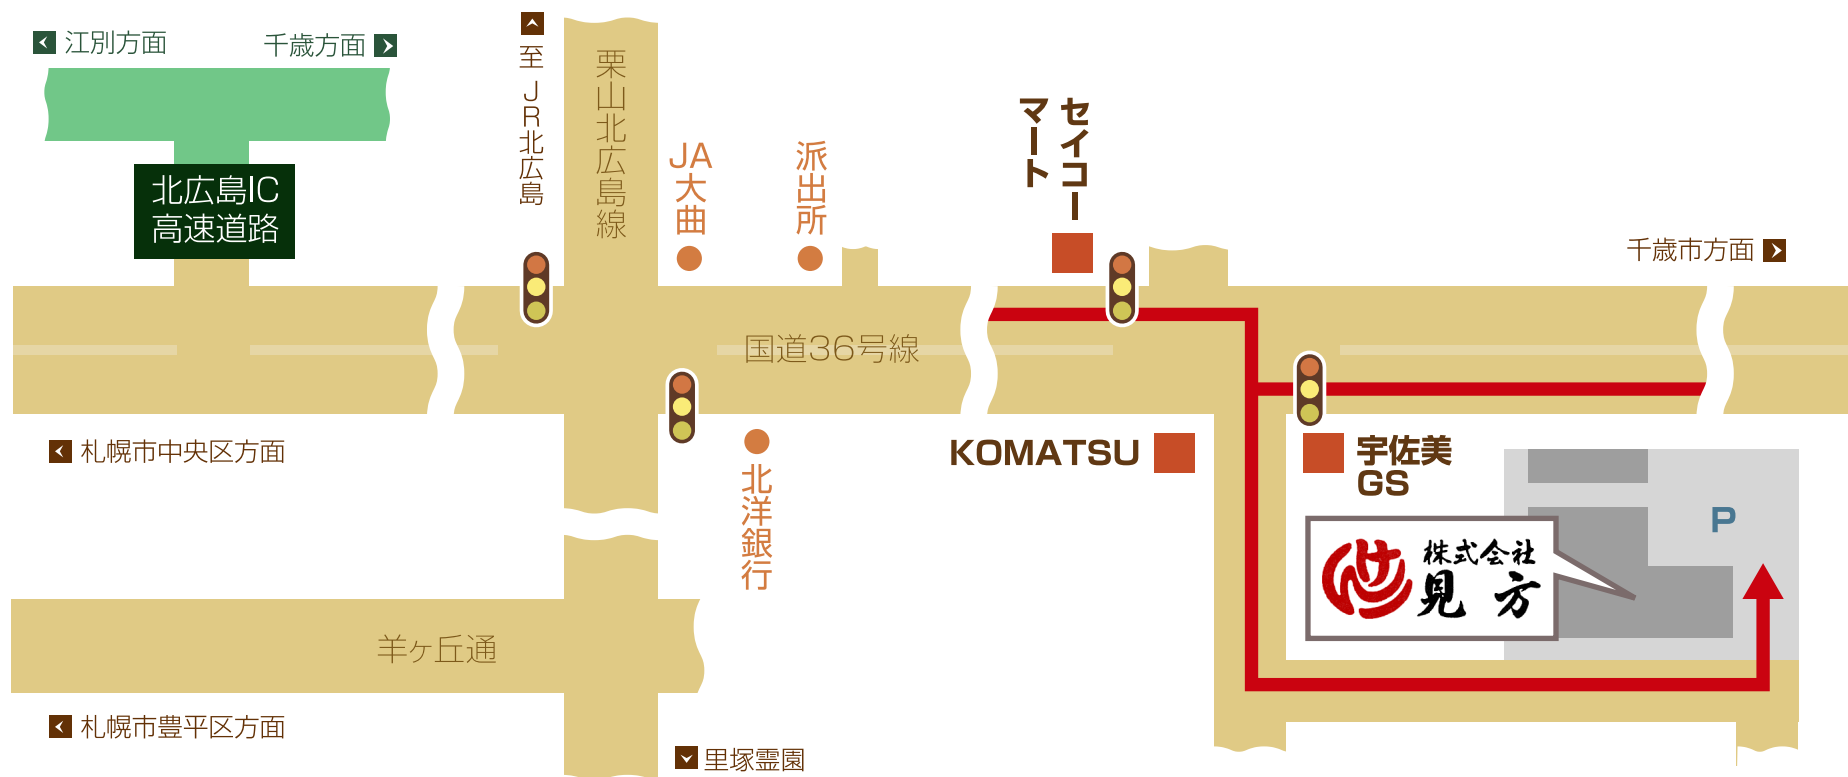 江別方面
千歳方面
北広島IC
高速道路
至 JR北広島
栗山北広島線
JA大曲
派出所
セイコー
マート
千歳市方面
国道36号線
札幌市中央区方面
北洋銀行
KOMATSU
宇佐美
GS
P
株式会社
見方
羊ヶ丘通
札幌市豊平区方面
里塚霊園